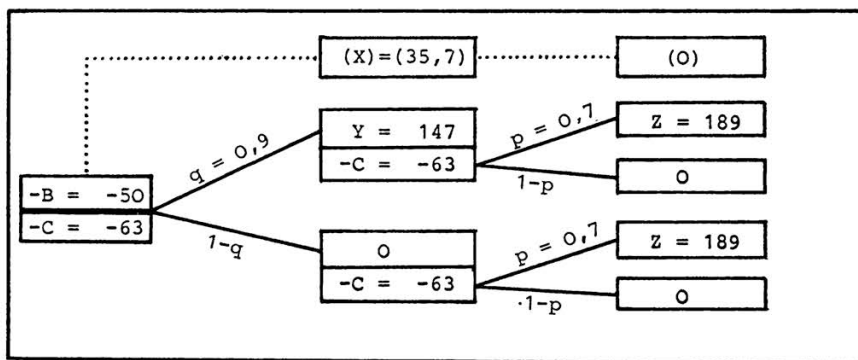 (X)=(35,7)
(O)
q = 0,9
Y = 147
-C = -63
p = 0,7
Z = 189
1-p
O
-B = -50
-C = -63
1-q
O
-C = -63
p = 0,7
Z = 189
1-p
O